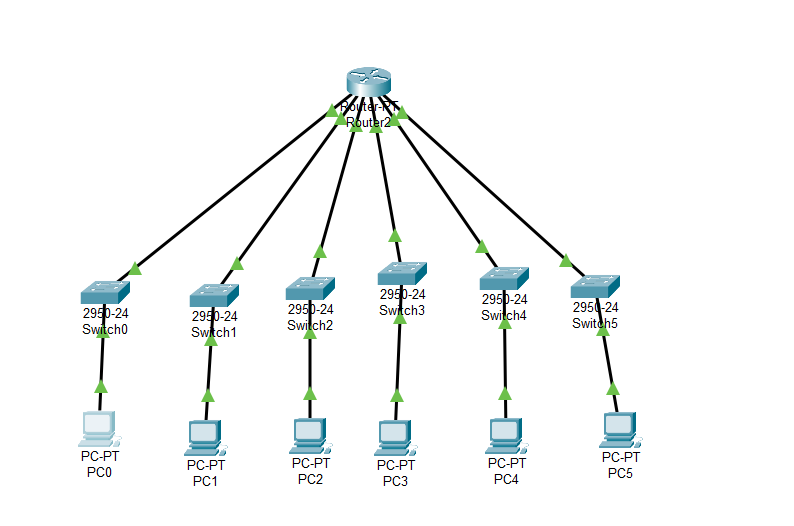 Router-PT
Router2
2950-24
Switch0
2950-24
Switch1
2950-24
Switch2
2950-24
Switch3
2950-24
Switch4
2950-24
Switch5
PC-PT
PC0
PC-PT
PC1
PC-PT
PC2
PC-PT
PC3
PC-PT
PC4
PC-PT
PC5